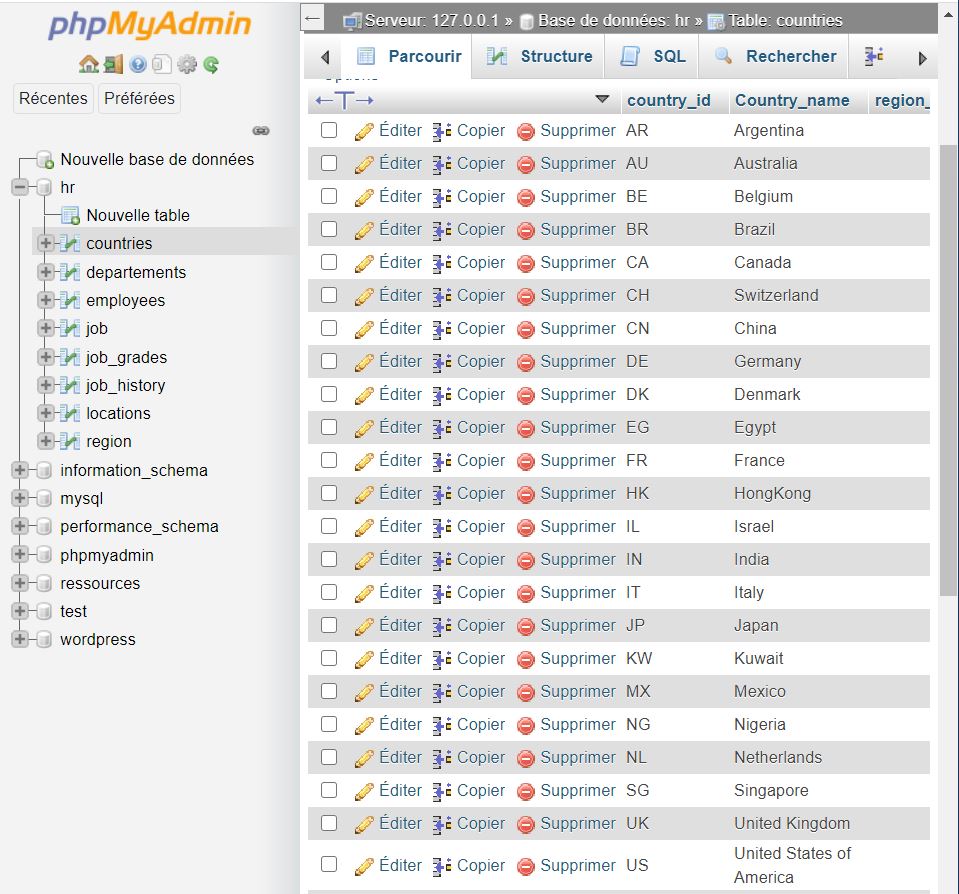 phpMyAdmin
Récentes Préférées
Nouvelle base de données
hr
Nouvelle table
countries
departements
employees
job
job_grades
job_history
locations
region
information_schema
mysql
performance_schema
phpmyadmin
ressources
test
wordpress
Serveur: 127.0.0.1 » Base de données: hr » Table: countries
Parcourir Structure SQL Rechercher
←T→ country_id Country_name region_
Éditer Copier Supprimer AR Argentina
Éditer Copier Supprimer AU Australia
Éditer Copier Supprimer BE Belgium
Éditer Copier Supprimer BR Brazil
Éditer Copier Supprimer CA Canada
Éditer Copier Supprimer CH Switzerland
Éditer Copier Supprimer CN China
Éditer Copier Supprimer DE Germany
Éditer Copier Supprimer DK Denmark
Éditer Copier Supprimer EG Egypt
Éditer Copier Supprimer FR France
Éditer Copier Supprimer HK HongKong
Éditer Copier Supprimer IL Israel
Éditer Copier Supprimer IN India
Éditer Copier Supprimer IT Italy
Éditer Copier Supprimer JP Japan
Éditer Copier Supprimer KW Kuwait
Éditer Copier Supprimer MX Mexico
Éditer Copier Supprimer NG Nigeria
Éditer Copier Supprimer NL Netherlands
Éditer Copier Supprimer SG Singapore
Éditer Copier Supprimer UK United Kingdom
Éditer Copier Supprimer US United States of
America